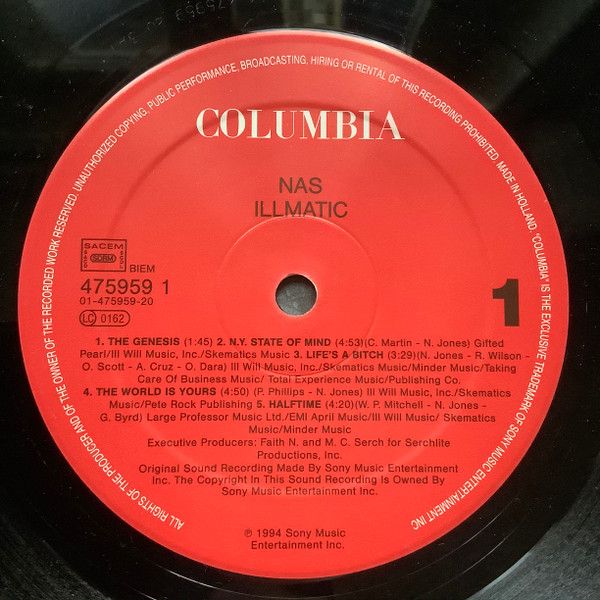 COLUMBIA
NAS
ILLMATIC
SACEM
SDRM
BIEM
475959 1
01-475959-20
LC 0162
1
1. THE GENESIS (1:45) 2. N.Y. STATE OF MIND (4:53)(C. Martin - N. Jones) Gifted
Pearl/Ill Will Music, Inc./Skematics Music 3. LIFE'S A BITCH (3:29)(N. Jones - R. Wilson -
O. Scott - A. Cruz - O. Dara) Ill Will Music, Inc./Skematics Music/Minder Music/Taking
Care Of Business Music/ Total Experience Music/Publishing Co.
4. THE WORLD IS YOURS (4:50) (P. Phillips - N. Jones) Ill Will Music, Inc./Skematics
Music/Pete Rock Publishing 5. HALFTIME (4:20)(W. P. Mitchell - N. Jones -
G. Byrd) Large Professor Music Ltd./EMI April Music/Ill Will Music/ Skematics
Music/Minder Music
Executive Producers: Faith N. and M. C. Serch for Serchlite
Productions, Inc.
Original Sound Recording Made By Sony Music Entertainment
Inc. The Copyright In This Sound Recording Is Owned By
Sony Music Entertainment Inc.
℗ 1994 Sony Music
Entertainment Inc.
ALL RIGHTS OF THE PRODUCER AND OF THE OWNER OF THE RECORDED WORK RESERVED. UNAUTHORIZED COPYING, PUBLIC PERFORMANCE, BROADCASTING, HIRING OR RENTAL OF THIS RECORDING PROHIBITED. MADE IN HOLLAND. "COLUMBIA" IS THE EXCLUSIVE TRADEMARK OF SONY MUSIC ENTERTAINMENT INC